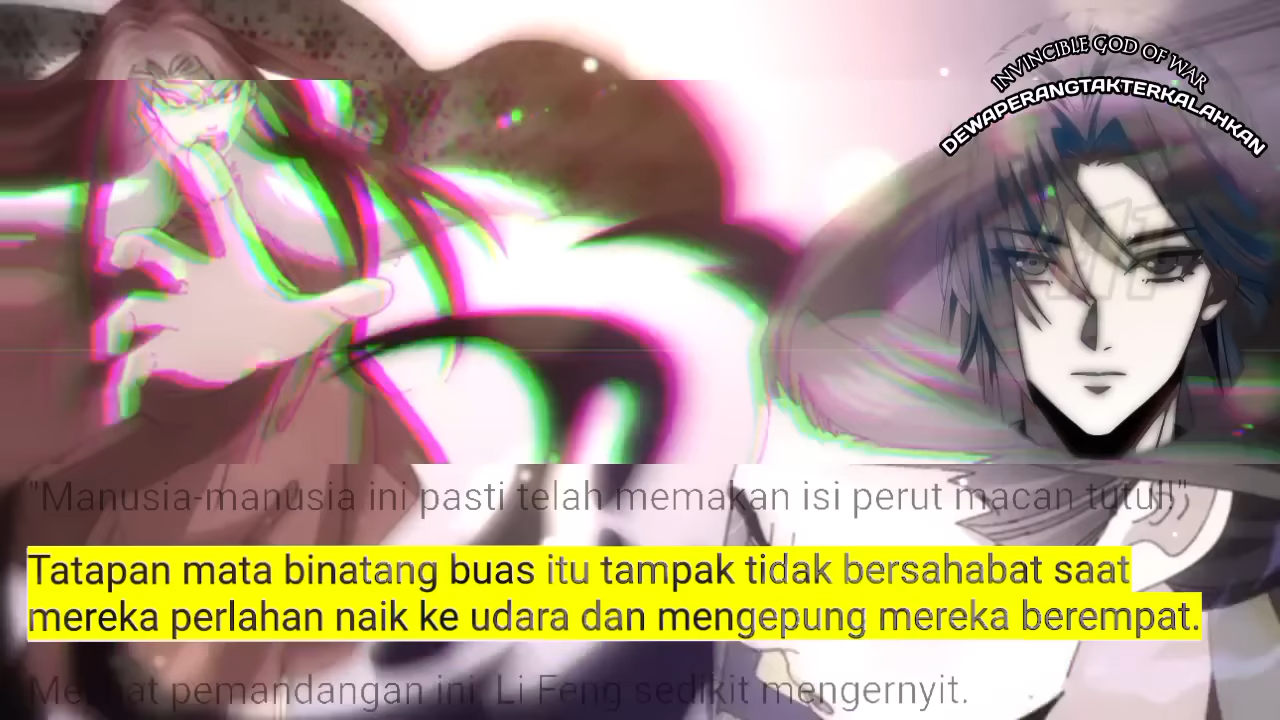 INVINCIBLE GOD OF WAR
DEWAPERANGTAKTERKALAHKAN
"Manusia-manusia ini pasti telah memakan isi perut macan tutul!"
Tatapan mata binatang buas itu tampak tidak bersahabat saat
mereka perlahan naik ke udara dan mengepung mereka berempat.
Melihat pemandangan ini, Li Feng sedikit mengernyit.